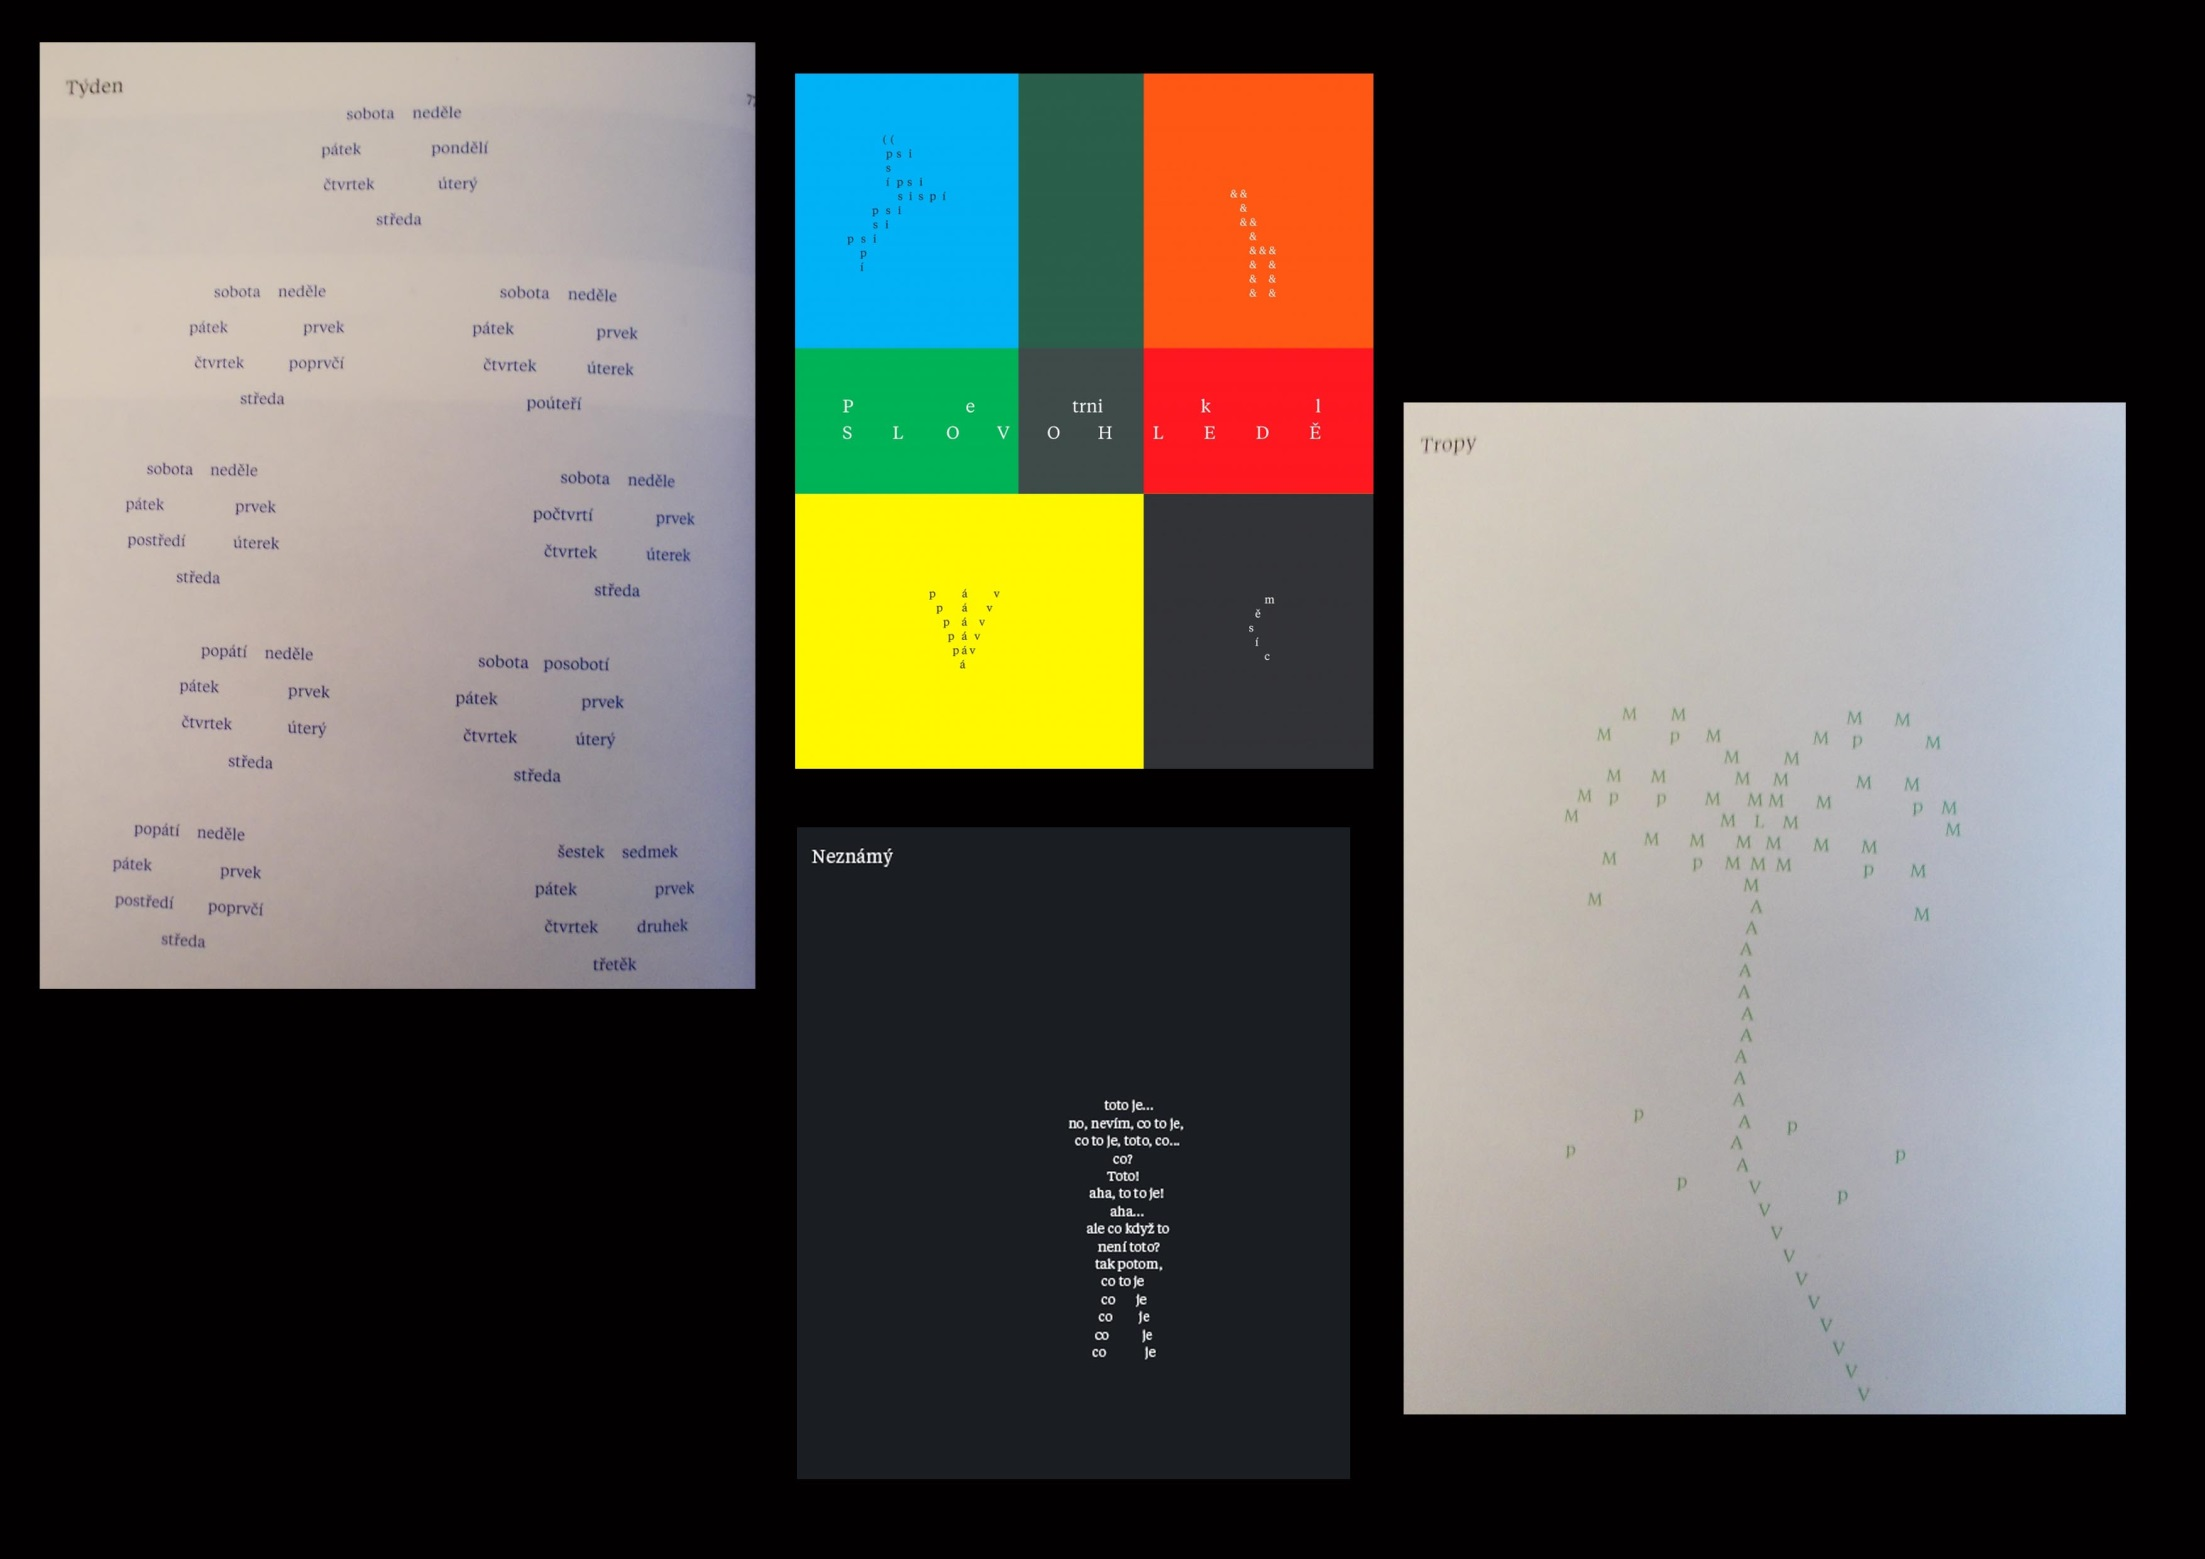 Týden
sobota neděle
pátek pondělí
čtvrtek úterý
středa
sobota neděle
pátek prvek
čtvrtek poprvčí
středa
sobota neděle
pátek prvek
čtvrtek úterek
poúteří
sobota neděle
pátek prvek
postředí úterek
středa
sobota neděle
počtvrtí prvek
čtvrtek úterek
středa
popátí neděle
pátek prvek
čtvrtek úterý
středa
sobota posobotí
pátek prvek
čtvrtek úterý
středa
popátí neděle
pátek prvek
postředí poprvčí
středa
šestek sedmek
pátek prvek
čtvrtek druhek
třetěk
( (
p s i
s
í p s í
s i s p í
p s i
s i
p s í
p
í
& &
&
& &
&
& & &
& &
& &
& &
P e trni k l
S L O V O H L E D Ě
p á v
p á v
p á v
p á v
p á v
á
m
ě
s
í
c
Neznámý
toto je...
no, nevím, co to je,
co to je, toto, co...
co?
Toto!
aha, to to je!
aha...
ale co když to
není toto?
tak potom,
co to je
co je
co je
co je
co je
Tropy
M M M M
M p M M p M
M M
M M M M M M
M p p M M M M p M
M M L M M
M M M M M M
M p M M M p M
M
M M
A
A
A
A
A
A
A
A
A
A
p A p
A
p A p
p V p
V
V
V
V
V
V
V
V
V